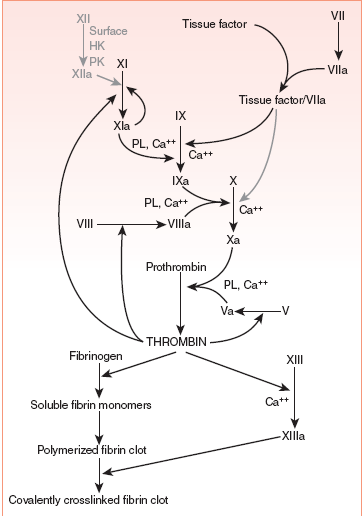 XII
Surface
HK
PK
XIIa
XI
XIa
Tissue factor
VII
VIIa
Tissue factor/VIIa
IX
PL, Ca++
Ca++
IXa
X
PL, Ca++
Ca++
VIII
VIIIa
Xa
Prothrombin
PL, Ca++
Va
V
THROMBIN
Fibrinogen
XIII
Ca++
Soluble fibrin monomers
XIIIa
Polymerized fibrin clot
Covalently crosslinked fibrin clot